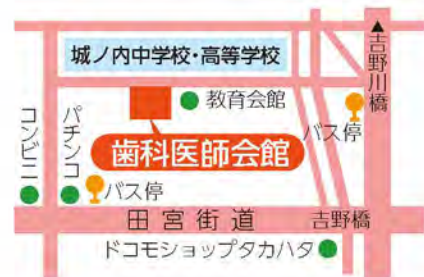 ▲吉野川橋
城ノ内中学校・高等学校
教育会館
バス停
コンビニ
パチンコ
歯科医師会館
バス停
田宮街道
吉野橋
ドコモショップタカハタ